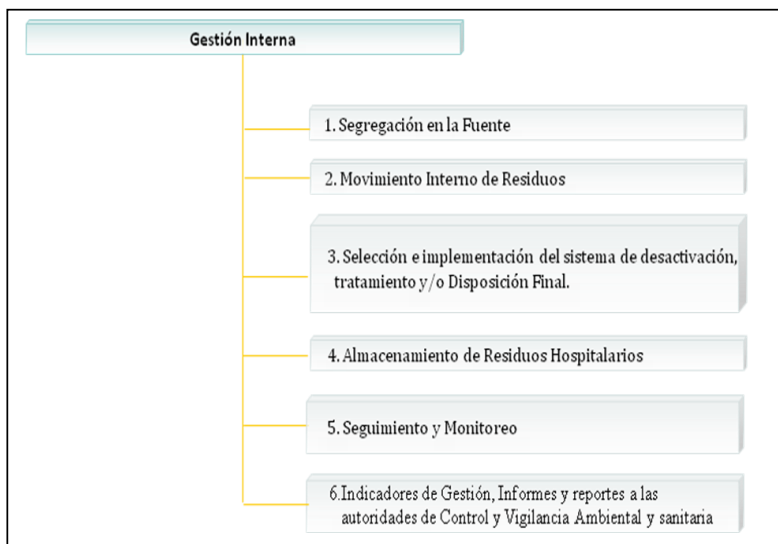 Gestión Interna
1. Segregación en la Fuente
2. Movimiento Interno de Residuos
3. Selección e implementación del sistema de desactivación,
tratamiento y/o Disposición Final.
4. Almacenamiento de Residuos Hospitalarios
5. Seguimiento y Monitoreo
6.Indicadores de Gestión, Informes y reportes a las
autoridades de Control y Vigilancia Ambiental y sanitaria